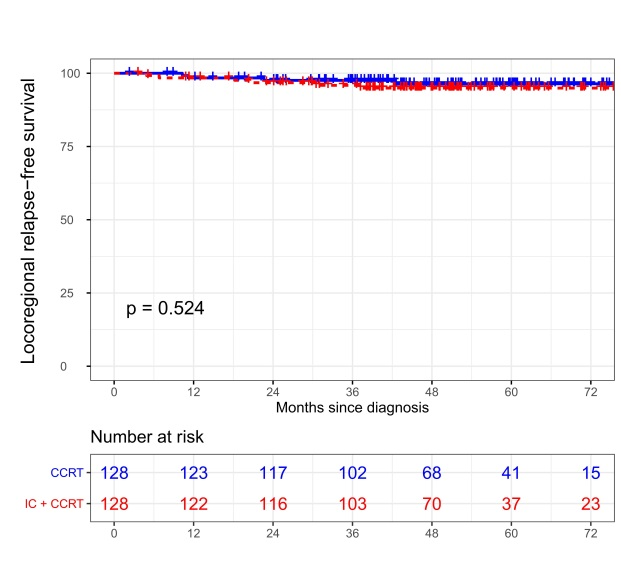 Locoregional relapse−free survival
100
75
50
25
0
p = 0.524
0 12 24 36 48 60 72
Months since diagnosis
Number at risk
CCRT 128 123 117 102 68 41 15
IC + CCRT 128 122 116 103 70 37 23
0 12 24 36 48 60 72